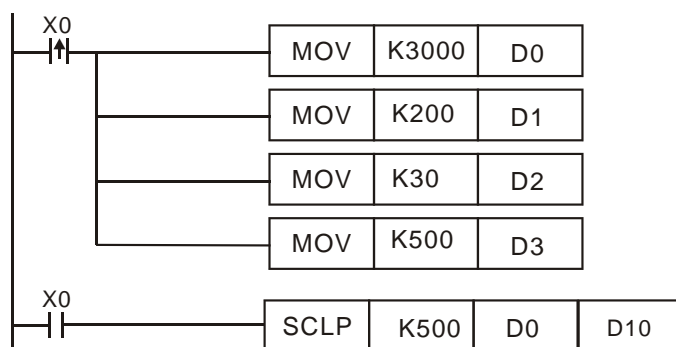 X0
MOV K3000 D0
MOV K200 D1
MOV K30 D2
MOV K500 D3
X0
SCLP K500 D0 D10